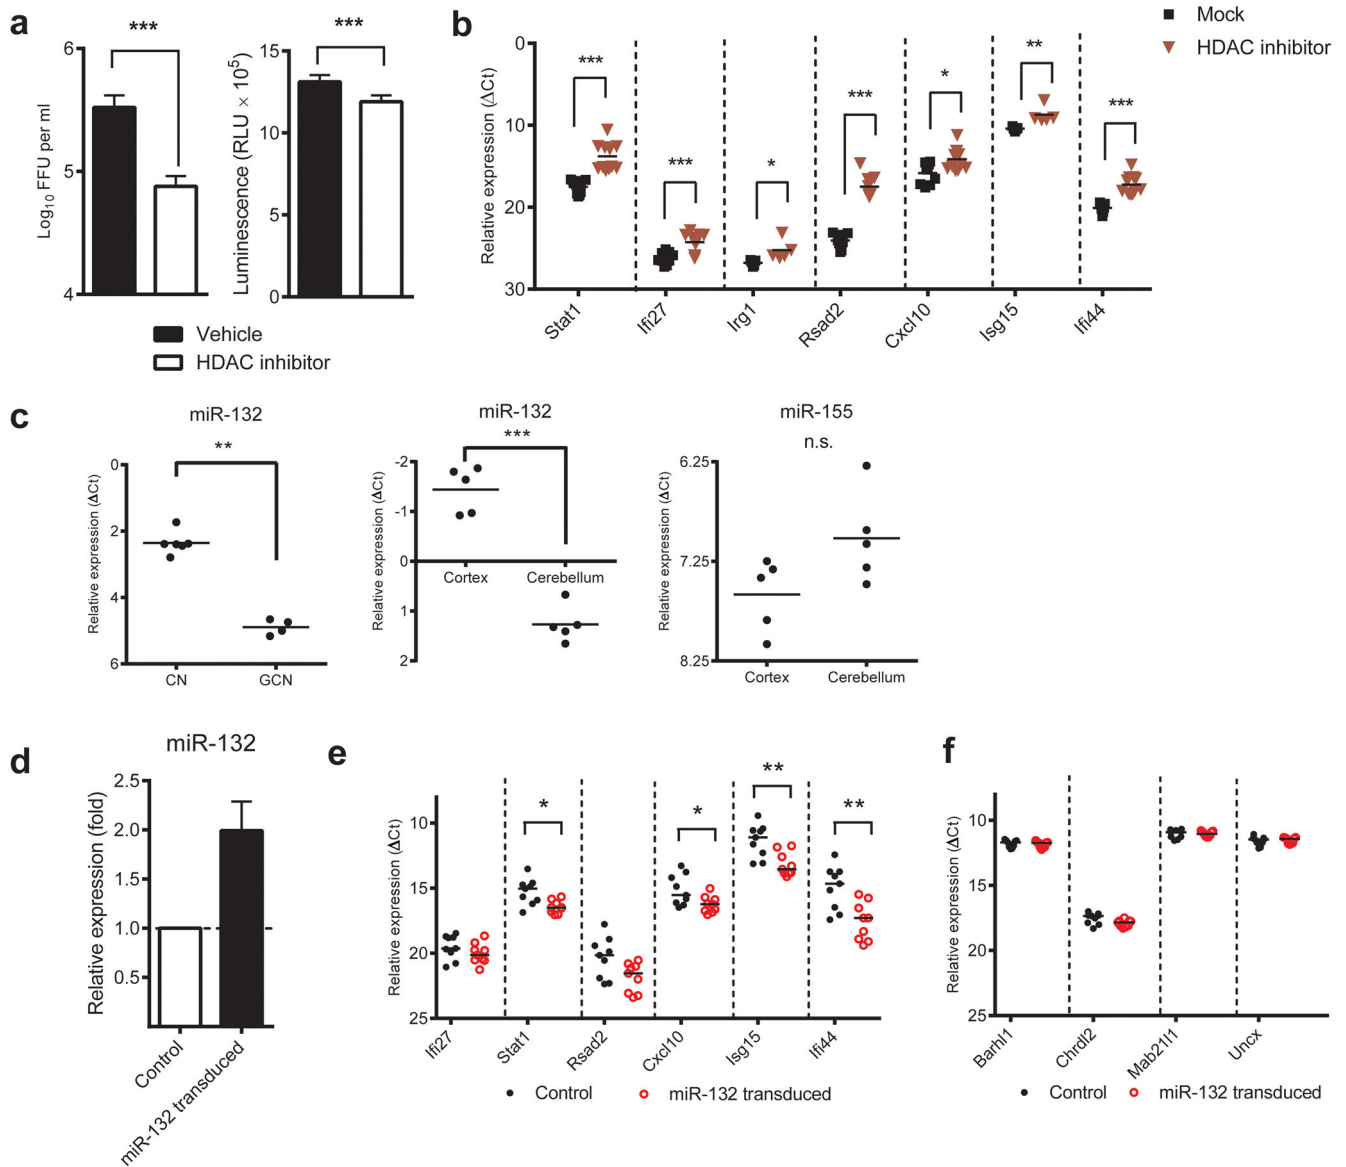 a
***
6
5
4
Log10 FFU per ml
***
15
10
5
0
Luminescence (RLU × 10⁵)
Vehicle
HDAC inhibitor
b
Mock
HDAC inhibitor
0
10
20
30
Relative expression (ΔCt)
***
***
*
***
*
**
***
Stat1
Ifi27
Irg1
Rsad2
Cxcl10
Isg15
Ifi44
c
miR-132
**
0
2
4
6
Relative expression (ΔCt)
CN
GCN
miR-132
***
-2
-1
0
1
2
Relative expression (ΔCt)
Cortex
Cerebellum
miR-155
n.s.
6.25
7.25
8.25
Relative expression (ΔCt)
Cortex
Cerebellum
d
miR-132
2.5
2.0
1.5
1.0
0.5
Relative expression (fold)
Control
miR-132 transduced
e
10
15
20
25
Relative expression (ΔCt)
*
*
**
**
Ifi27
Stat1
Rsad2
Cxcl10
Isg15
Ifi44
Control
miR-132 transduced
f
10
15
20
25
Relative expression (ΔCt)
Barhl1
Chrdl2
Mab21l1
Uncx
Control
miR-132 transduced